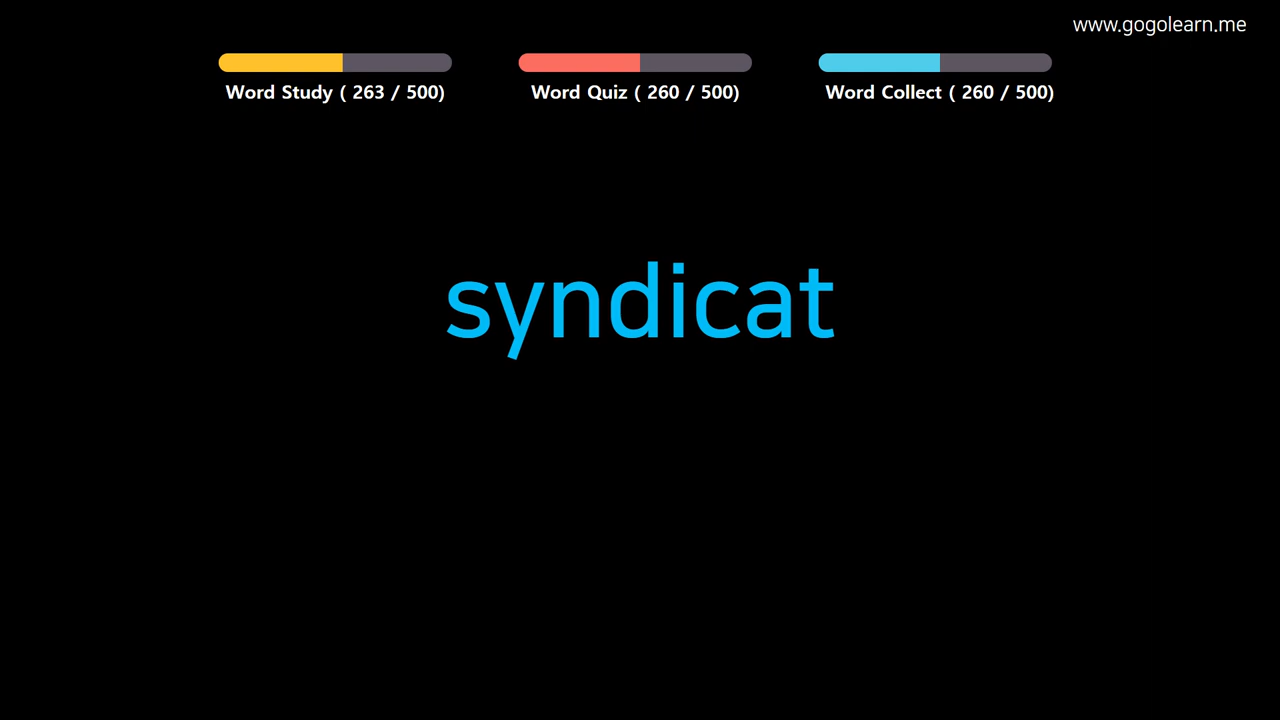 www.gogolearn.me
Word Study ( 263 / 500)
Word Quiz ( 260 / 500)
Word Collect ( 260 / 500)
syndicat